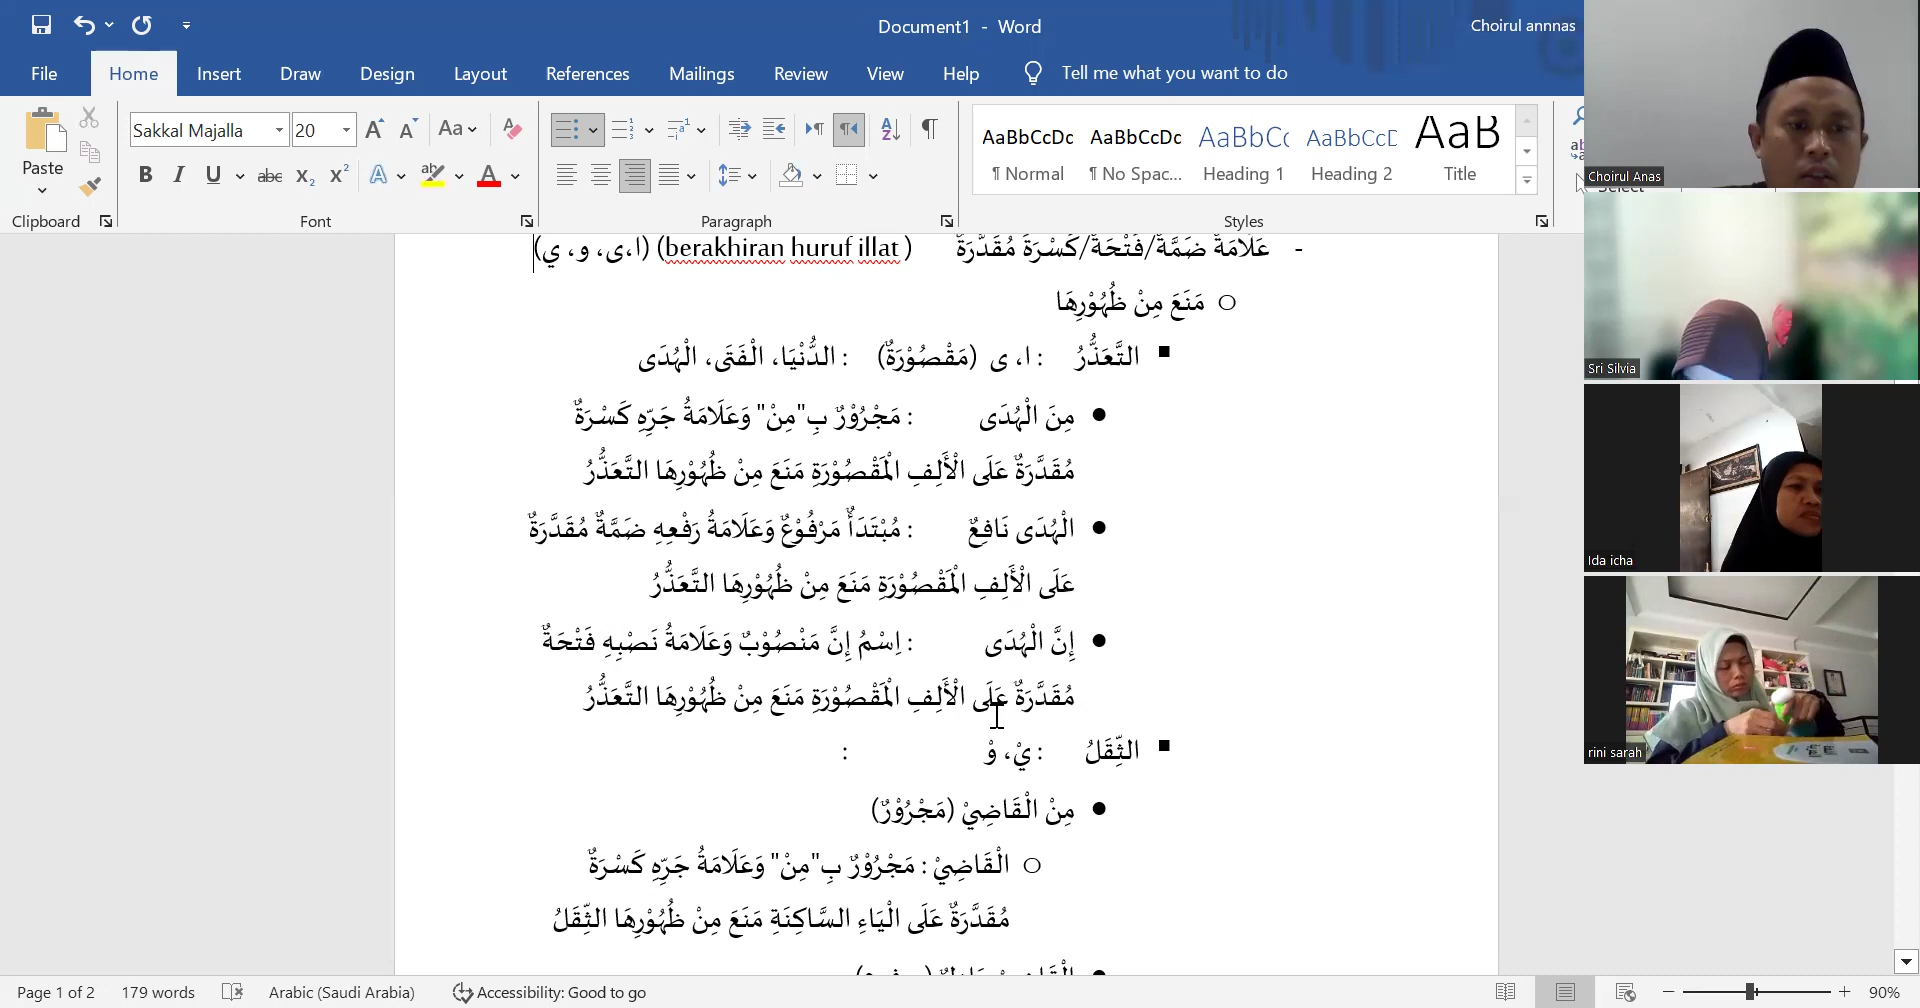 Document1 - Word
Choirul annnas
File Home Insert Draw Design Layout References Mailings Review View Help Tell me what you want to do
Paste
Sakkal Majalla 20
Clipboard Font Paragraph Styles
AaBbCcDc AaBbCcDc AaBbCc AaBbCcD AaB
¶ Normal ¶ No Spac... Heading 1 Heading 2 Title
Select
- عَلَامَةُ ضَمَّةٌ/فَتْحَةٌ/كَسْرَةٌ مُقَدَّرَةٌ (berakhiran huruf illat) (ا،ى، و، ي)
○ مَنَعَ مِنْ ظُهُوْرِهَا
▪ التَّعَذُّرُ : ا، ى (مَقْصُوْرَةٌ) : الدُّنْيَا، الْفَتَى، الْهُدَى
● مِنَ الْهُدَى : مَجْرُوْرٌ بِ"مِنْ" وَعَلَامَةُ جَرِّهِ كَسْرَةٌ
مُقَدَّرَةٌ عَلَى الْأَلِفِ الْمَقْصُوْرَةِ مَنَعَ مِنْ ظُهُوْرِهَا التَّعَذُّرُ
● الْهُدَى نَافِعٌ : مُبْتَدَأٌ مَرْفُوْعٌ وَعَلَامَةُ رَفْعِهِ ضَمَّةٌ مُقَدَّرَةٌ
عَلَى الْأَلِفِ الْمَقْصُوْرَةِ مَنَعَ مِنْ ظُهُوْرِهَا التَّعَذُّرُ
● إِنَّ الْهُدَى : اِسْمُ إِنَّ مَنْصُوْبٌ وَعَلَامَةُ نَصْبِهِ فَتْحَةٌ
مُقَدَّرَةٌ عَلَى الْأَلِفِ الْمَقْصُوْرَةِ مَنَعَ مِنْ ظُهُوْرِهَا التَّعَذُّرُ
▪ الثِّقَلُ : يْ، وْ :
● مِنْ الْقَاضِيْ (مَجْرُوْرٌ)
○ الْقَاضِيْ : مَجْرُوْرٌ بِ"مِنْ" وَعَلَامَةُ جَرِّهِ كَسْرَةٌ
مُقَدَّرَةٌ عَلَى الْيَاءِ السَّاكِنَةِ مَنَعَ مِنْ ظُهُوْرِهَا الثِّقَلُ
Choirul Anas
Sri Silvia
Ida icha
rini sarah
Page 1 of 2 179 words Arabic (Saudi Arabia) Accessibility: Good to go 90%